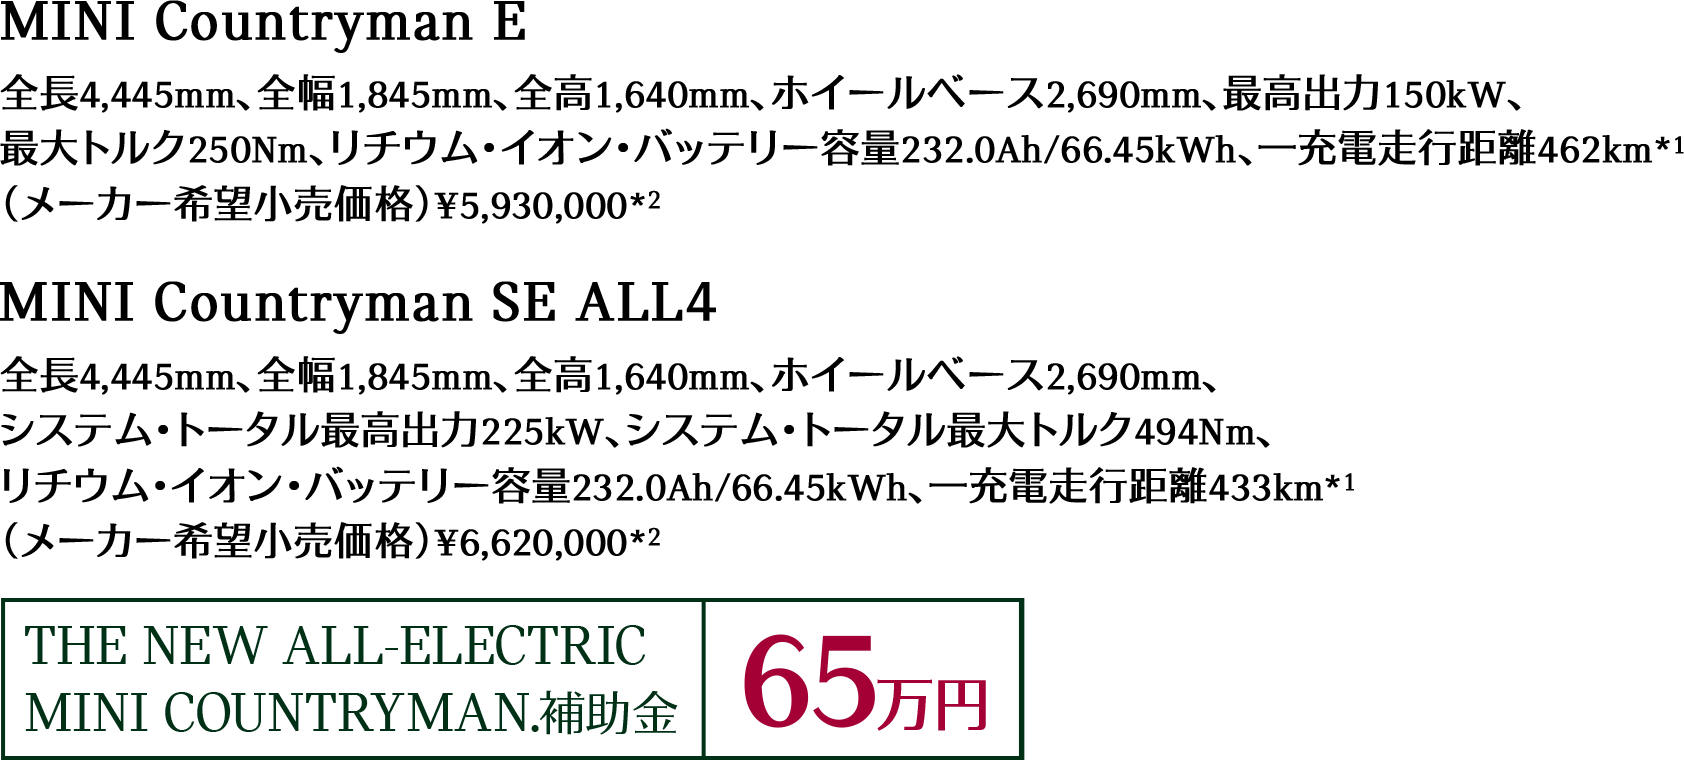 MINI Countryman E
全長4,445mm、全幅1,845mm、全高1,640mm、ホイールベース2,690mm、最高出力150kW、
最大トルク250Nm、リチウム・イオン・バッテリー容量232.0Ah/66.45kWh、一充電走行距離462km*1
（メーカー希望小売価格）¥5,930,000*2
MINI Countryman SE ALL4
全長4,445mm、全幅1,845mm、全高1,640mm、ホイールベース2,690mm、
システム・トータル最高出力225kW、システム・トータル最大トルク494Nm、
リチウム・イオン・バッテリー容量232.0Ah/66.45kWh、一充電走行距離433km*1
（メーカー希望小売価格）¥6,620,000*2
THE NEW ALL-ELECTRIC
MINI COUNTRYMAN.補助金
65万円